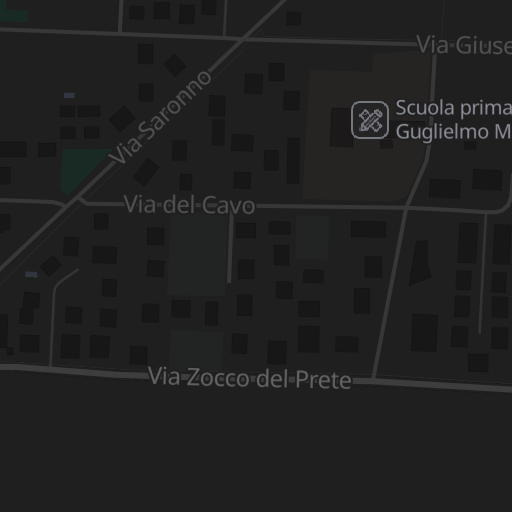 Via Giuse
Via Saronno
Scuola prima
Guglielmo M
Via del Cavo
Via Zocco del Prete